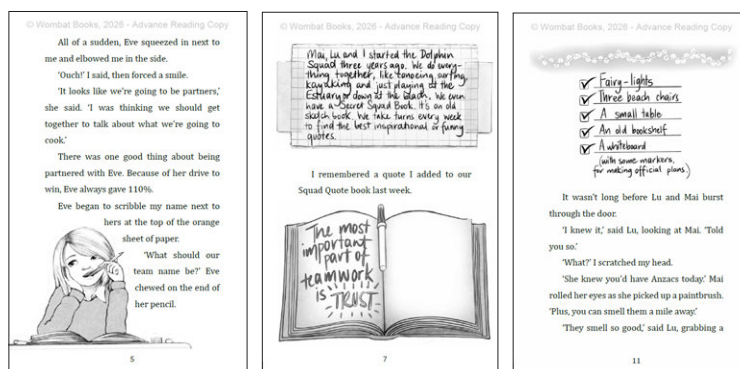 © Wombat Books, 2026 - Advance Reading Copy
All of a sudden, Eve squeezed in next to
me and elbowed me in the side.
'Ouch!' I said, then forced a smile.
'It looks like we're going to be partners,'
she said. 'I was thinking we should get
together to talk about what we're going to
cook.'
There was one good thing about being
partnered with Eve. Because of her drive to
win, Eve always gave 110%.
Eve began to scribble my name next to
hers at the top of the orange
sheet of paper.
'What should our
team name be?' Eve
chewed on the end of
her pencil.
5
© Wombat Books, 2026 - Advance Reading Copy
Mai, Lu and I started the Dolphin
Squad three years ago. We do every-
thing together, like canoeing, surfing,
kayaking and just playing at the
Estuary or down at the beach. We even
have a Secret Squad Book. It's an old
sketch book. We take turns every week
to find the best inspirational or funny
quotes.
I remembered a quote I added to our
Squad Quote book last week.
The most
important
part of
teamwork
is TRUST
7
© Wombat Books, 2026 - Advance Reading Copy
Fairy-lights
Three beach chairs
A small table
An old bookshelf
A whiteboard
(with some markers,
for making official plans.)
It wasn't long before Lu and Mai burst
through the door.
'I knew it,' said Lu, looking at Mai. 'Told
you so.'
'What?' I scratched my head.
'She knew you'd have Anzacs today.' Mai
rolled her eyes as she picked up a paintbrush.
'Plus, you can smell them a mile away.'
'They smell so good,' said Lu, grabbing a
11